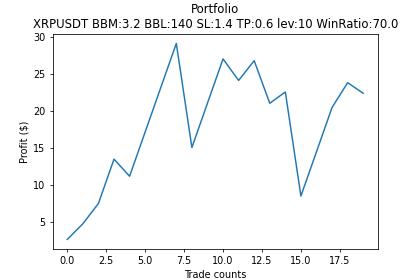 Portfolio
XRPUSDT BBM:3.2 BBL:140 SL:1.4 TP:0.6 lev:10 WinRatio:70.0
30
25
20
15
10
5
Profit ($)
0.0 2.5 5.0 7.5 10.0 12.5 15.0 17.5
Trade counts